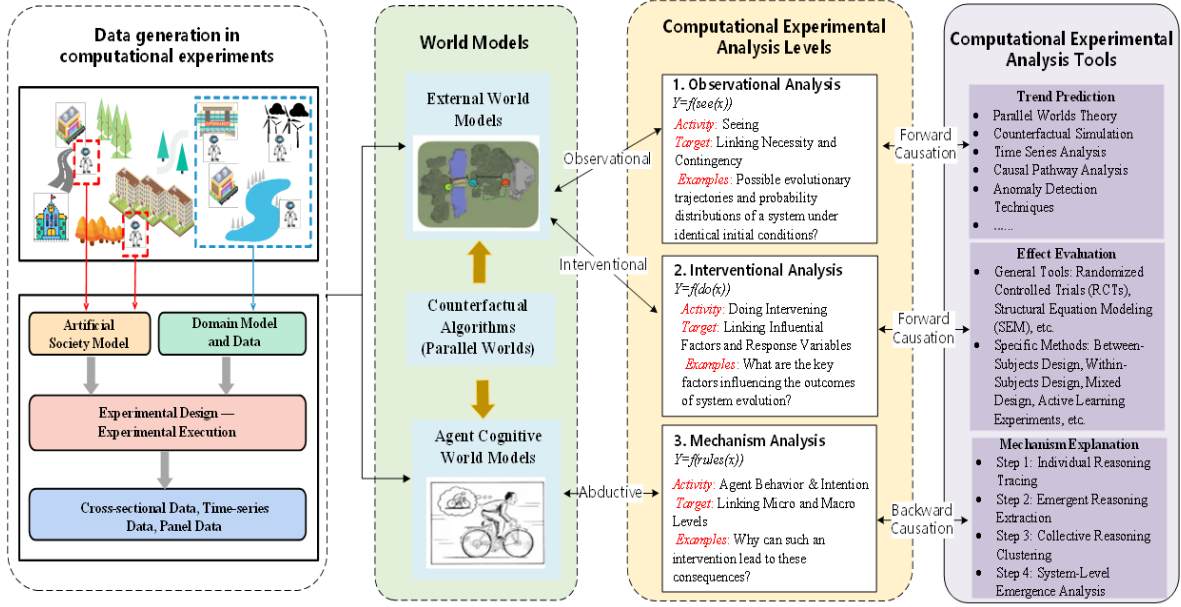 Data generation in
computational experiments
Artificial
Society Model
Domain Model
and Data
Experimental Design —
Experimental Execution
Cross-sectional Data, Time-series
Data, Panel Data
World Models
External World
Models
Counterfactual
Algorithms
(Parallel Worlds)
Agent Cognitive
World Models
Observational
Interventional
Abductive
Computational Experimental
Analysis Levels
1. Observational Analysis
Y=f(see(x))
Activity: Seeing
Target: Linking Necessity and
Contingency
Examples: Possible evolutionary
trajectories and probability
distributions of a system under
identical initial conditions?
2. Interventional Analysis
Y=f(do(x))
Activity: Doing Intervening
Target: Linking Influential
Factors and Response Variables
Examples: What are the key
factors influencing the outcomes
of system evolution?
3. Mechanism Analysis
Y=f(rules(x))
Activity: Agent Behavior & Intention
Target: Linking Micro and Macro
Levels
Examples: Why can such an
intervention lead to these
consequences?
Forward
Causation
Forward
Causation
Backward
Causation
Computational Experimental
Analysis Tools
Trend Prediction
• Parallel Worlds Theory
• Counterfactual Simulation
• Time Series Analysis
• Causal Pathway Analysis
• Anomaly Detection
Techniques
• ......
Effect Evaluation
• General Tools: Randomized
Controlled Trials (RCTs),
Structural Equation Modeling
(SEM), etc.
• Specific Methods: Between-
Subjects Design, Within-
Subjects Design, Mixed
Design, Active Learning
Experiments, etc.
Mechanism Explanation
• Step 1: Individual Reasoning
Tracing
• Step 2: Emergent Reasoning
Extraction
• Step 3: Collective Reasoning
Clustering
• Step 4: System-Level
Emergence Analysis